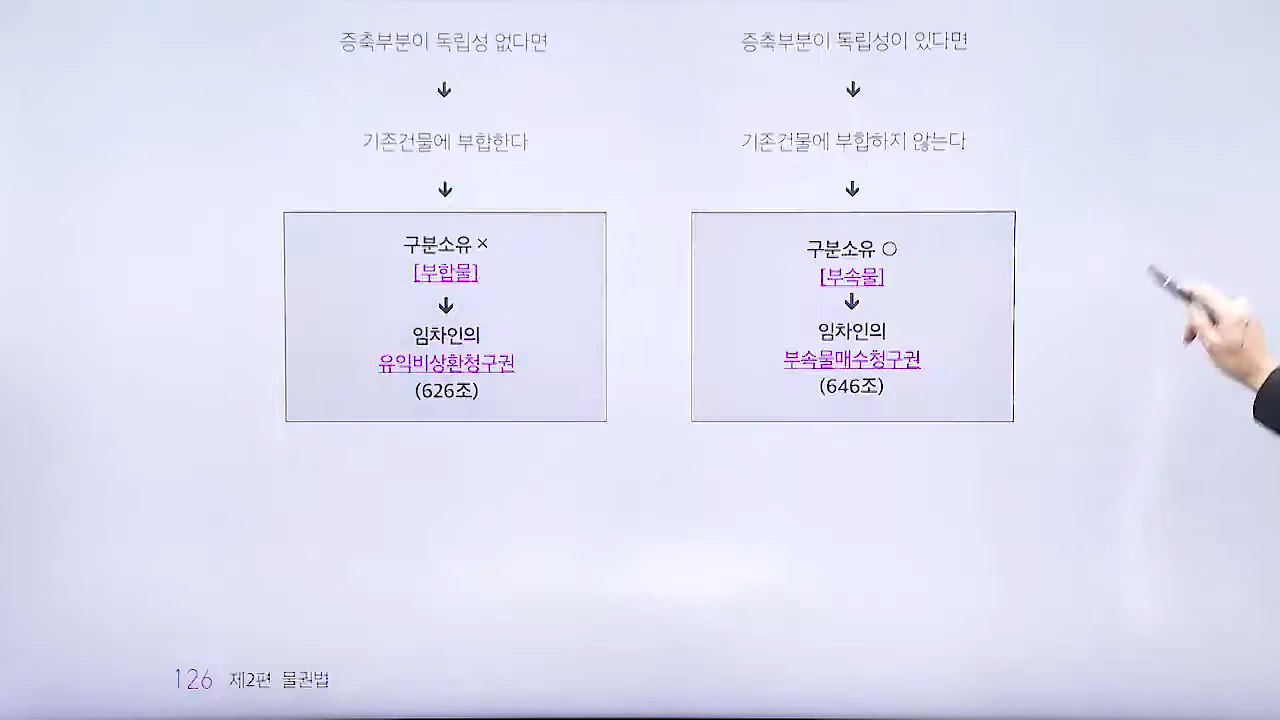 증축부분이 독립성 없다면
↓
기존건물에 부합한다
↓
구분소유 ×
[부합물]
↓
임차인의
유익비상환청구권
(626조)
증축부분이 독립성이 있다면
↓
기존건물에 부합하지 않는다
↓
구분소유 ○
[부속물]
↓
임차인의
부속물매수청구권
(646조)
126 제2편 물권법